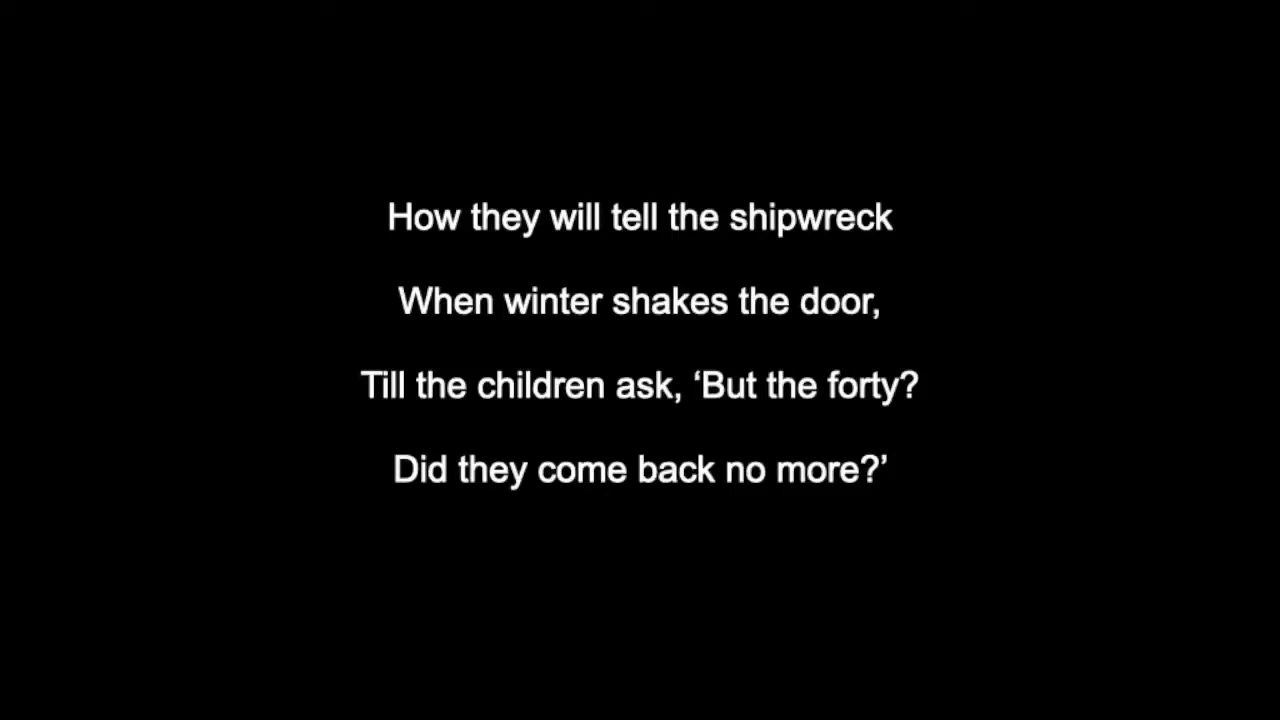 How they will tell the shipwreck
When winter shakes the door,
Till the children ask, ‘But the forty?
Did they come back no more?’